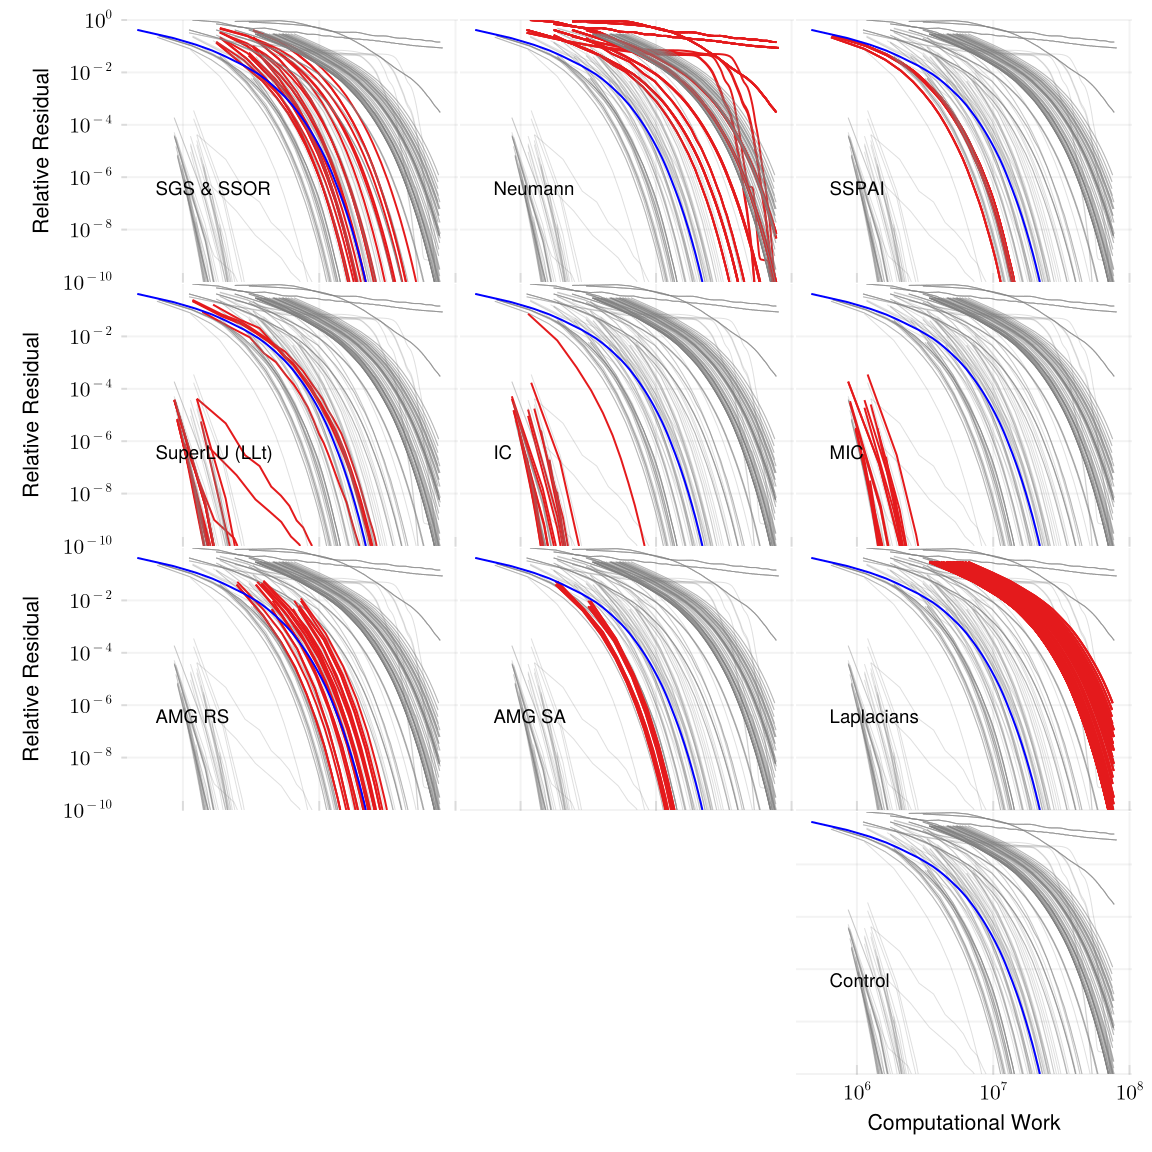 10^0
10^-2
10^-4
10^-6
10^-8
10^-10
Relative Residual
SGS & SSOR
Neumann
SSPAI
10^-2
10^-4
10^-6
10^-8
10^-10
Relative Residual
SuperLU (LLt)
IC
MIC
10^-2
10^-4
10^-6
10^-8
10^-10
Relative Residual
AMG RS
AMG SA
Laplacians
Control
10^6 10^7 10^8
Computational Work